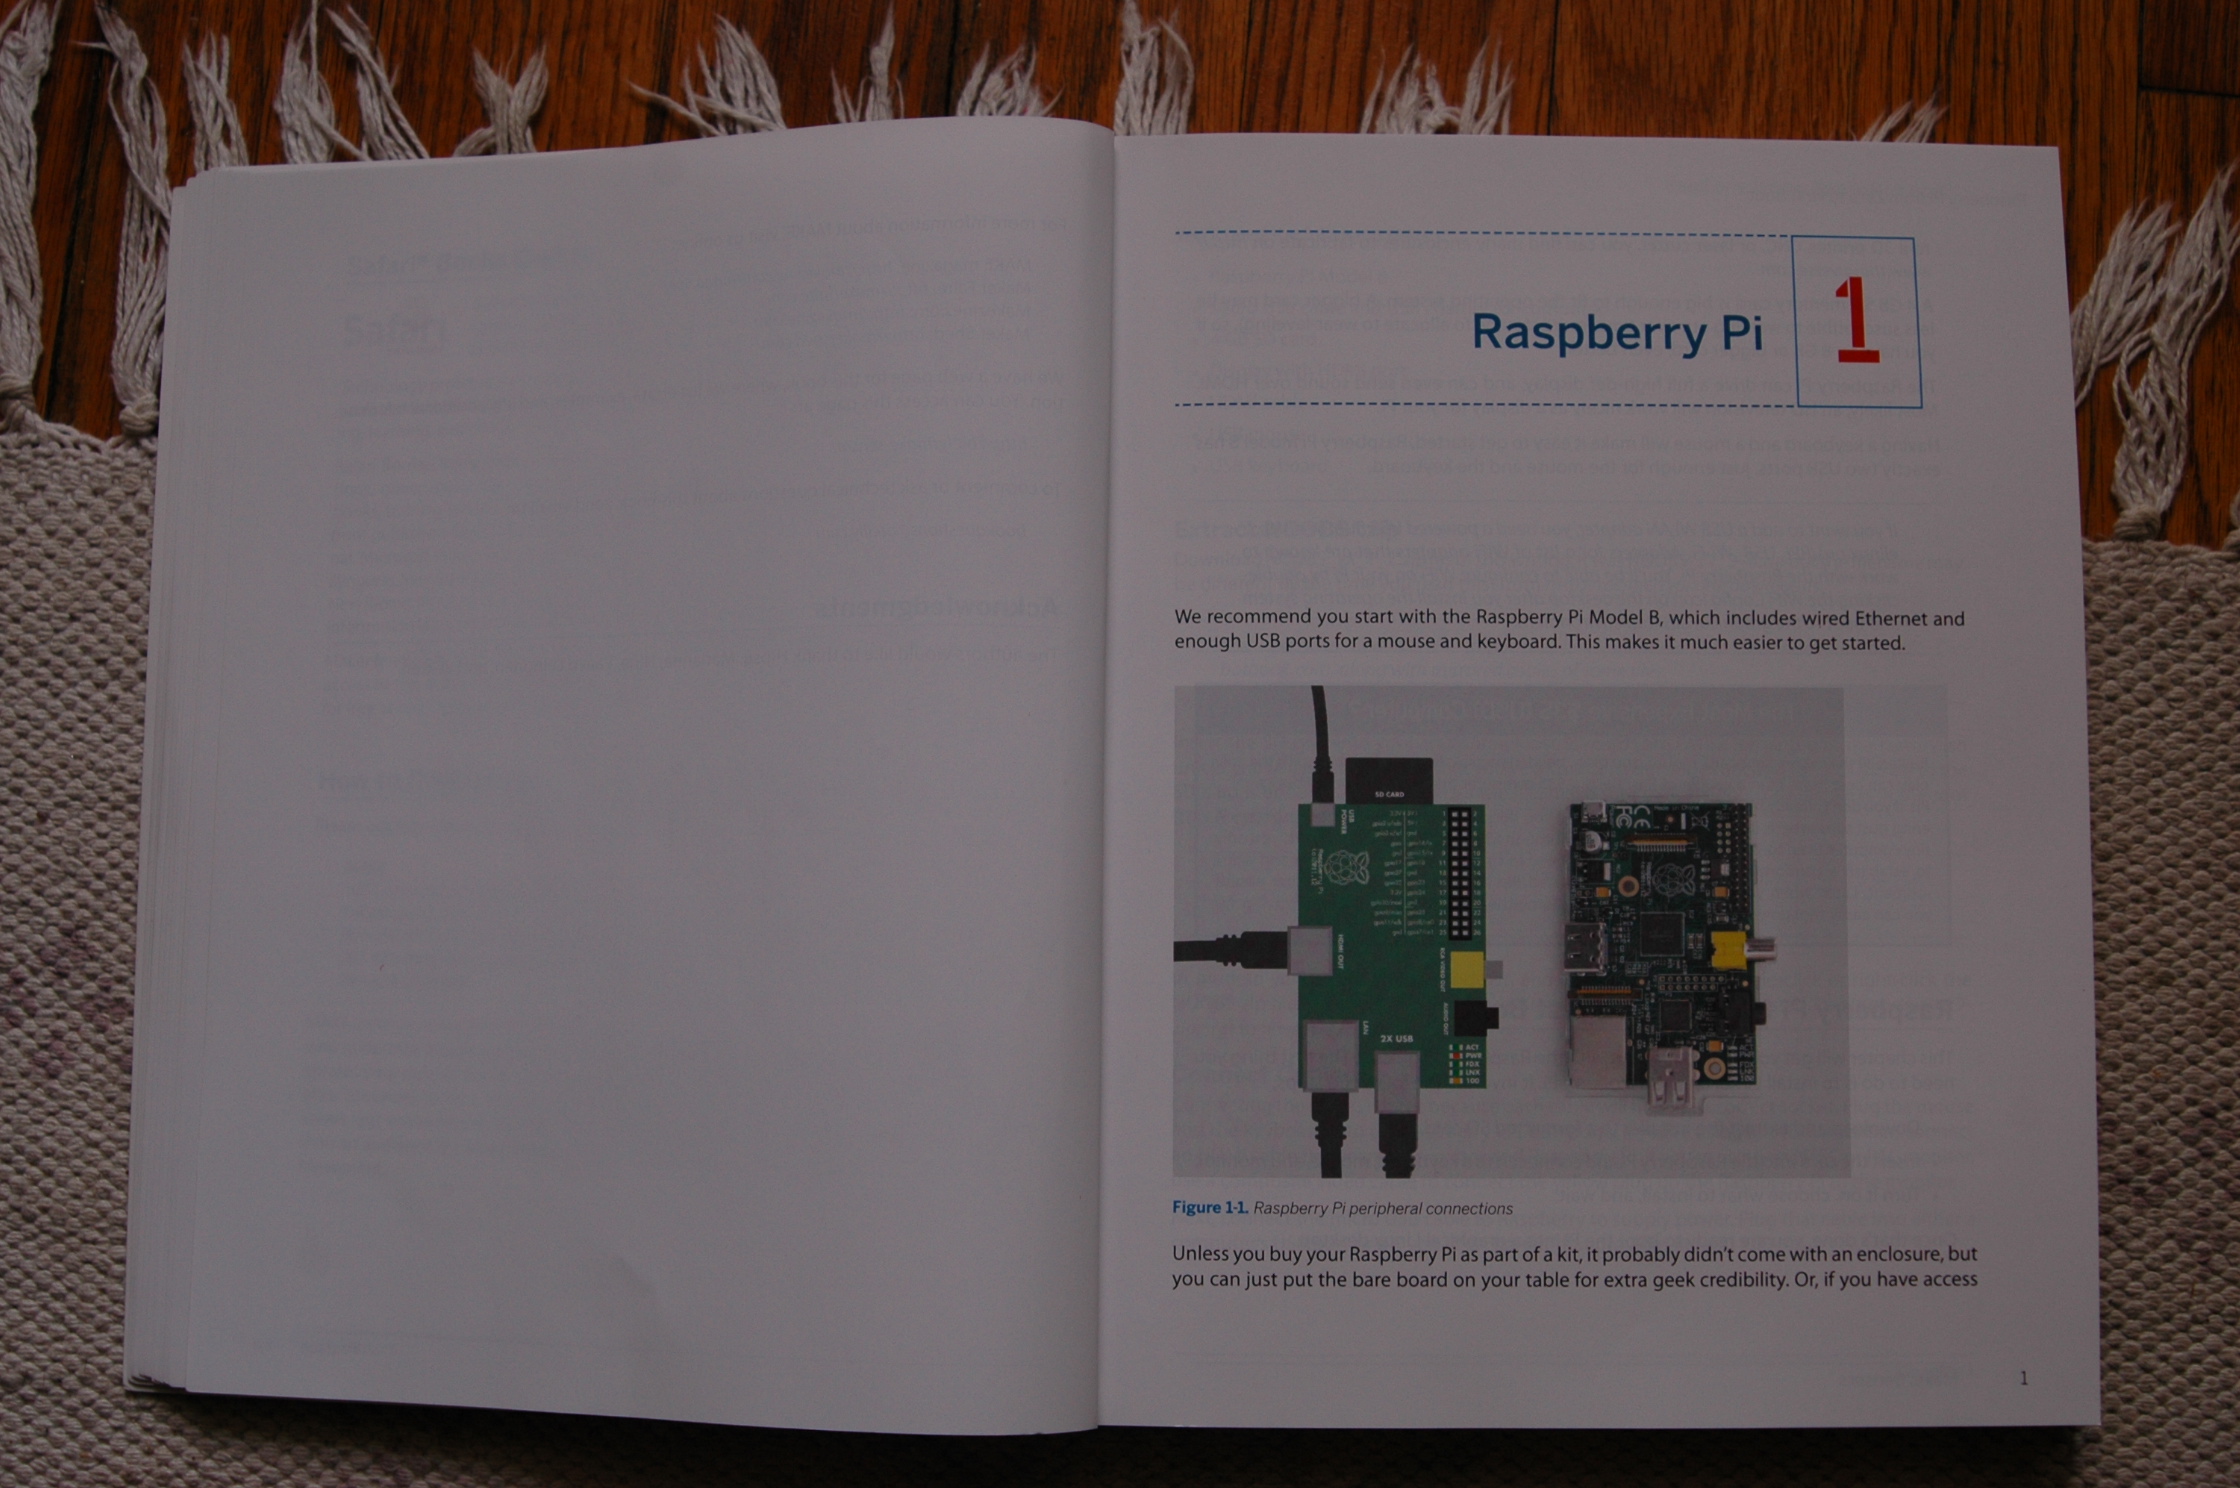 Raspberry Pi
1
We recommend you start with the Raspberry Pi Model B, which includes wired Ethernet and
enough USB ports for a mouse and keyboard. This makes it much easier to get started.
SD CARD
USB
POWER
Raspberry Pi
HDMI OUT
RCA VIDEO OUT
AUDIO OUT
LAN
2X USB
ACT
PWR
FDX
LNK
100
Figure 1-1. Raspberry Pi peripheral connections
Unless you buy your Raspberry Pi as part of a kit, it probably didn't come with an enclosure, but
you can just put the bare board on your table for extra geek credibility. Or, if you have access
1